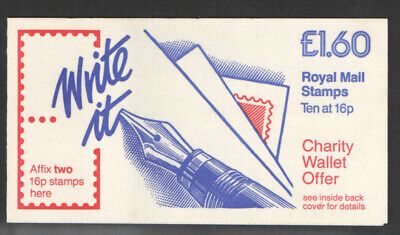 Write
it
Affix two
16p stamps
here
£1.60
Royal Mail
Stamps
Ten at 16p
Charity
Wallet
Offer
see inside back
cover for details